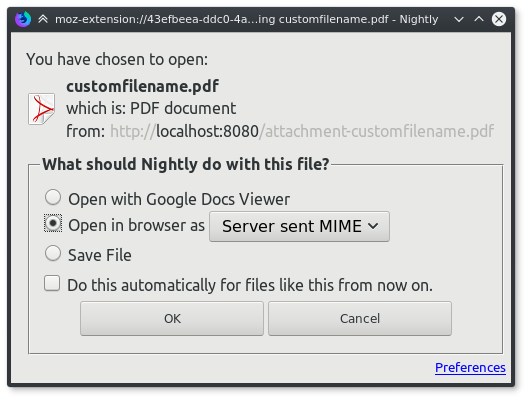 moz-extension://43efbeea-ddc0-4a...ing customfilename.pdf - Nightly
You have chosen to open:
customfilename.pdf
which is: PDF document
from: http://localhost:8080/attachment-customfilename.pdf
What should Nightly do with this file?
Open with Google Docs Viewer
Open in browser as Server sent MIME
Save File
Do this automatically for files like this from now on.
OK Cancel
Preferences